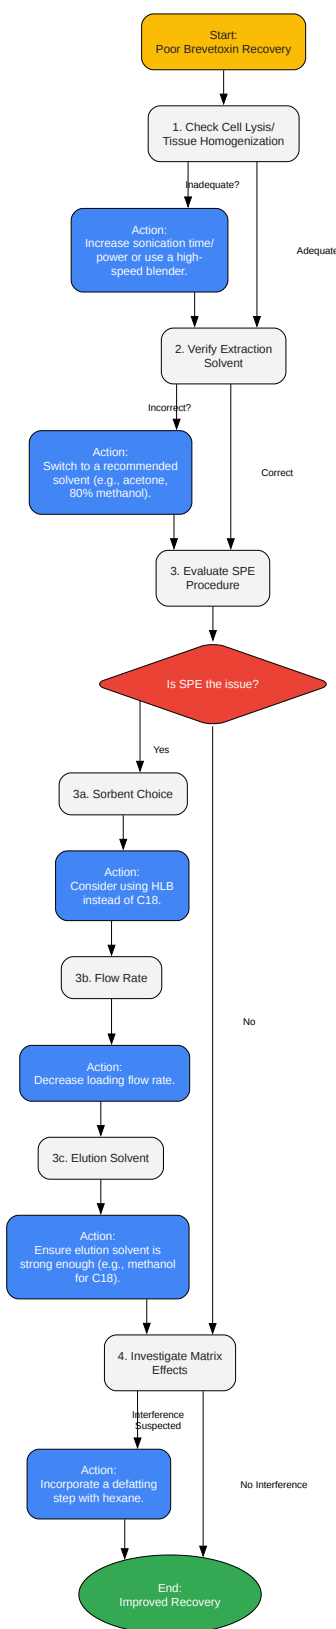 Start:
Poor Brevetoxin Recovery
1. Check Cell Lysis/
Tissue Homogenization
Inadequate?
Action:
Increase sonication time/
power or use a high-
speed blender.
Adequate
2. Verify Extraction
Solvent
Incorrect?
Action:
Switch to a recommended
solvent (e.g., acetone,
80% methanol).
Correct
3. Evaluate SPE
Procedure
Is SPE the issue?
Yes
3a. Sorbent Choice
Action:
Consider using HLB
instead of C18.
3b. Flow Rate
No
Action:
Decrease loading flow rate.
3c. Elution Solvent
Action:
Ensure elution solvent is
strong enough (e.g., methanol
for C18).
4. Investigate Matrix
Effects
Interference
Suspected
Action:
Incorporate a defatting
step with hexane.
No Interference
End:
Improved Recovery